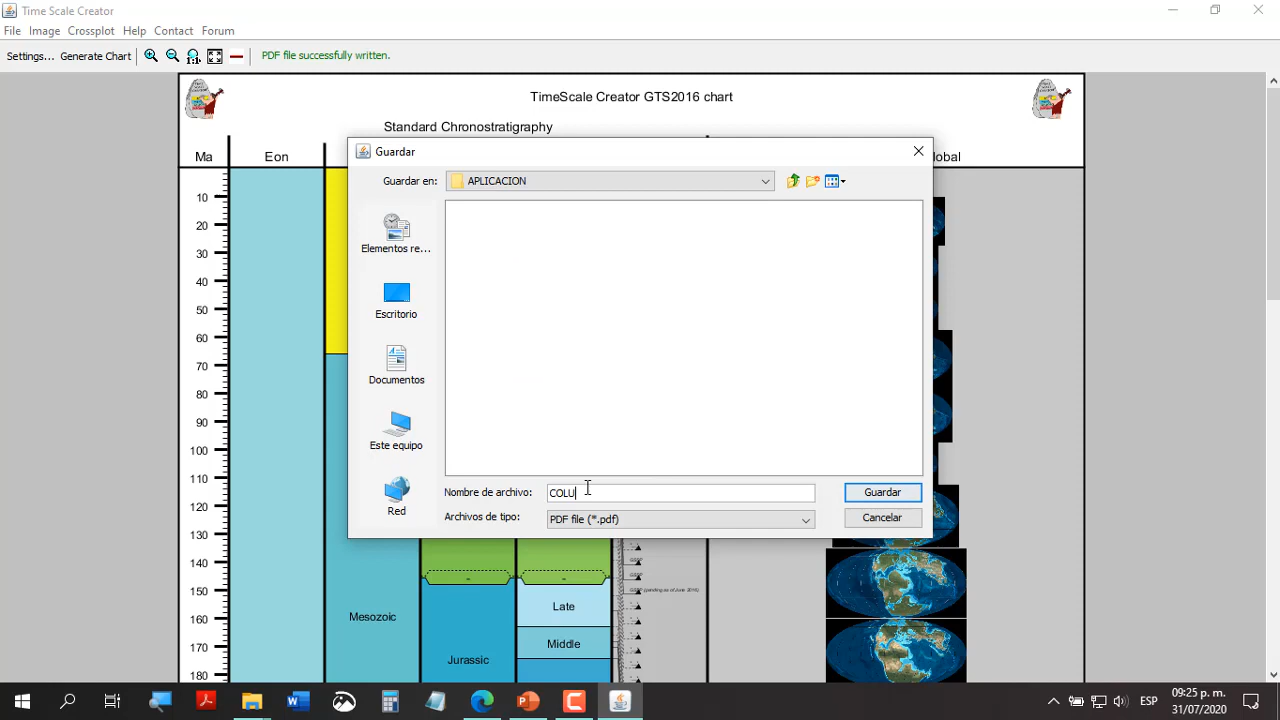 Time Scale Creator
File Image Crossplot Help Contact Forum
Settings... Generate Chart PDF file successfully written.
TimeScale Creator GTS2016 chart
Standard Chronostratigraphy
Ma Eon lobal
Guardar
Guardar en: APLICACION
Elementos re...
Escritorio
Documentos
Este equipo
Red
Nombre de archivo: COLU Guardar
Archivos de tipo: PDF file (*.pdf) Cancelar
10
20
30
40
50
60
70
80
90
100
110
120
130
140
150
160
170
180
Mesozoic
Jurassic
Late
Middle
ESP
09:25 p. m.
31/07/2020